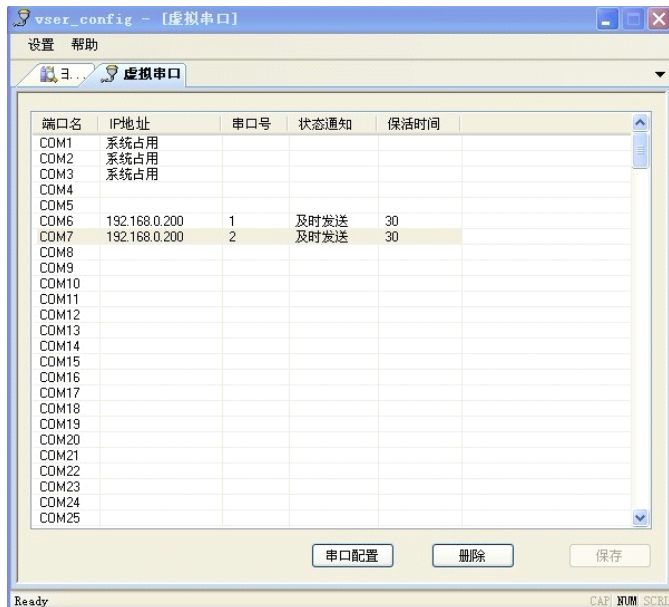 vser_config - [虚拟串口]
设置 帮助
虚拟串口
端口名 IP地址 串口号 状态通知 保活时间
COM1 系统占用
COM2 系统占用
COM3 系统占用
COM4
COM5
COM6 192.168.0.200 1 及时发送 30
COM7 192.168.0.200 2 及时发送 30
COM8
COM9
COM10
COM11
COM12
COM13
COM14
COM15
COM16
COM17
COM18
COM19
COM20
COM21
COM22
COM23
COM24
COM25
串口配置 删除 保存
Ready CAP NUM SCRL